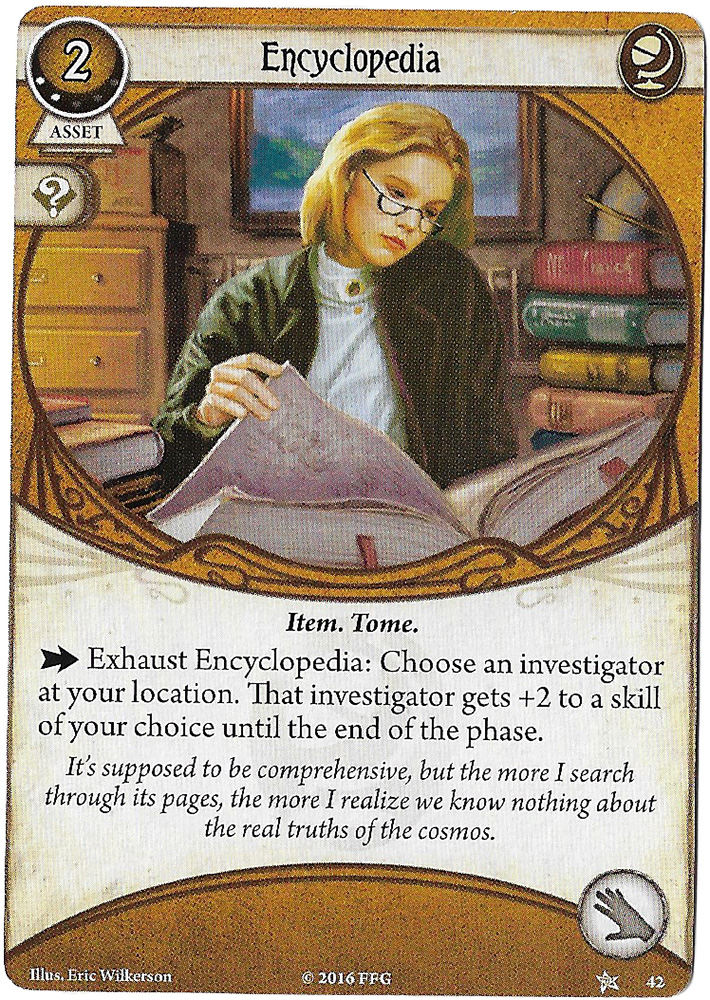 2
Encyclopedia
ASSET
?
Item. Tome.
Exhaust Encyclopedia: Choose an investigator
at your location. That investigator gets +2 to a skill
of your choice until the end of the phase.
It's supposed to be comprehensive, but the more I search
through its pages, the more I realize we know nothing about
the real truths of the cosmos.
Illus. Eric Wilkerson
© 2016 FFG
42